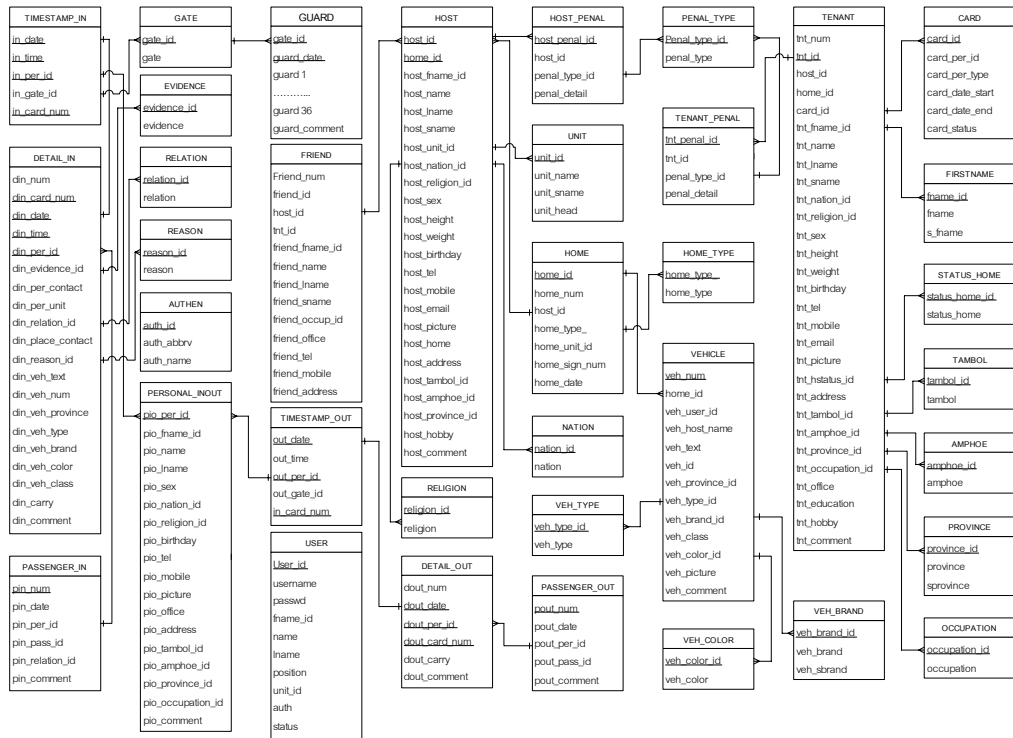 TIMESTAMP_IN
in_date
in_time
in_per_id
in_gate_id
in_card_num
DETAIL_IN
din_num
din_card_num
din_date
din_time
din_per_id
din_evidence_id
din_per_contact
din_per_unit
din_relation_id
din_place_contact
din_reason_id
din_veh_text
din_veh_num
din_veh_province
din_veh_type
din_veh_brand
din_veh_color
din_veh_class
din_carry
din_comment
PASSENGER_IN
pin_num
pin_date
pin_per_id
pin_pass_id
pin_relation_id
pin_comment
GATE
gate_id
gate
EVIDENCE
evidence_id
evidence
RELATION
relation_id
relation
REASON
reason_id
reason
AUTHEN
auth_id
auth_abbrv
auth_name
PERSONAL_INOUT
pio_per_id
pio_fname_id
pio_name
pio_lname
pio_sex
pio_nation_id
pio_religion_id
pio_birthday
pio_tel
pio_mobile
pio_picture
pio_office
pio_address
pio_tambol_id
pio_amphoe_id
pio_province_id
pio_occupation_id
pio_comment
GUARD
gate_id
guard_date
guard 1
............
guard 36
guard_comment
FRIEND
Friend_num
friend_id
host_id
tnt_id
friend_fname_id
friend_name
friend_lname
friend_sname
friend_occup_id
friend_office
friend_tel
friend_mobile
friend_address
TIMESTAMP_OUT
out_date
out_time
out_per_id
out_gate_id
in_card_num
USER
User_id
username
passwd
fname_id
name
lname
position
unit_id
auth
status
HOST
host_id
home_id
host_fname_id
host_name
host_lname
host_sname
host_unit_id
host_nation_id
host_religion_id
host_sex
host_height
host_weight
host_birthday
host_tel
host_mobile
host_email
host_picture
host_home
host_address
host_tambol_id
host_amphoe_id
host_province_id
host_hobby
host_comment
RELIGION
religion_id
religion
DETAIL_OUT
dout_num
dout_date
dout_per_id
dout_card_num
dout_carry
dout_comment
HOST_PENAL
host_penal_id
host_id
penal_type_id
penal_detail
UNIT
unit_id
unit_name
unit_sname
unit_head
HOME
home_id
home_num
host_id
home_type_
home_unit_id
home_sign_num
home_date
NATION
nation_id
nation
VEH_TYPE
veh_type_id
veh_type
PASSENGER_OUT
pout_num
pout_date
pout_per_id
pout_pass_id
pout_comment
PENAL_TYPE
Penal_type_id
penal_type
TENANT_PENAL
tnt_penal_id
tnt_id
penal_type_id
penal_detail
HOME_TYPE
home_type_
home_type
VEHICLE
veh_num
home_id
veh_user_id
veh_host_name
veh_text
veh_id
veh_province_id
veh_type_id
veh_brand_id
veh_class
veh_color_id
veh_picture
veh_comment
VEH_COLOR
veh_color_id
veh_color
TENANT
tnt_num
tnt_id
host_id
home_id
card_id
tnt_fname_id
tnt_name
tnt_lname
tnt_sname
tnt_nation_id
tnt_religion_id
tnt_sex
tnt_height
tnt_weight
tnt_birthday
tnt_tel
tnt_mobile
tnt_email
tnt_picture
tnt_hstatus_id
tnt_address
tnt_tambol_id
tnt_amphoe_id
tnt_province_id
tnt_occupation_id
tnt_office
tnt_education
tnt_hobby
tnt_comment
VEH_BRAND
veh_brand_id
veh_brand
veh_sbrand
CARD
card_id
card_per_id
card_per_type
card_date_start
card_date_end
card_status
FIRSTNAME
fname_id
fname
s_fname
STATUS_HOME
status_home_id
status_home
TAMBOL
tambol_id
tambol
AMPHOE
amphoe_id
amphoe
PROVINCE
province_id
province
sprovince
OCCUPATION
occupation_id
occupation